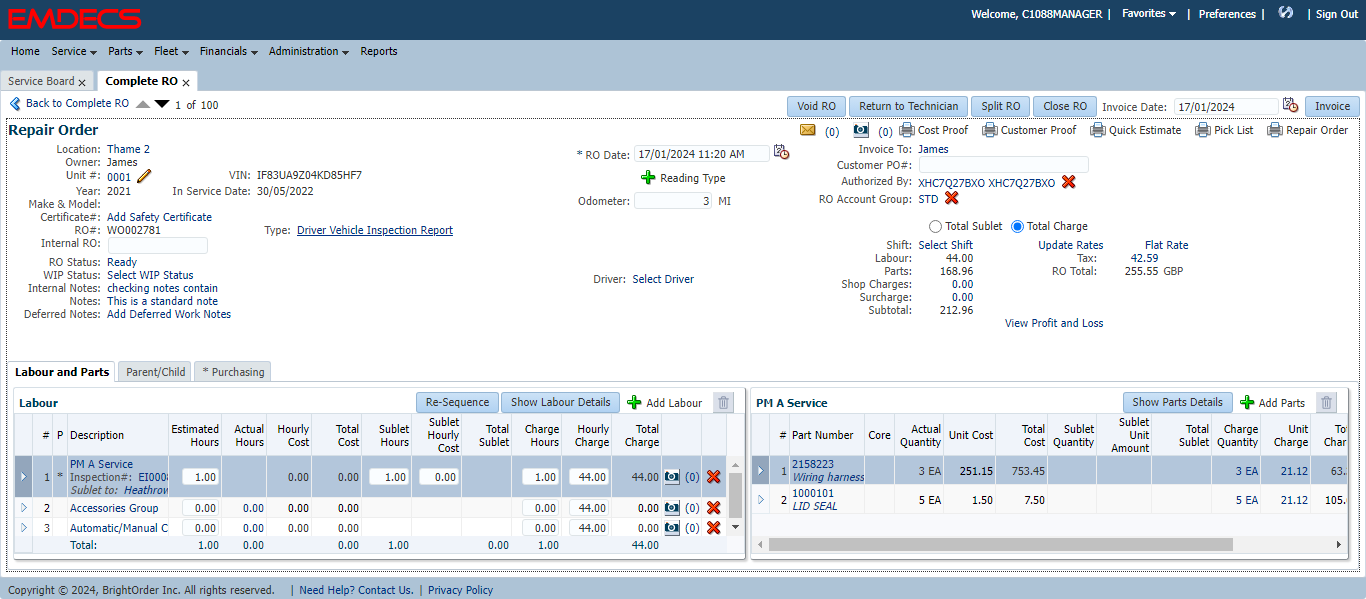 EMDECS
Welcome, C1088MANAGER | Favorites | Preferences | | Sign Out
Home Service Parts Fleet Financials Administration Reports
Service Board Complete RO
Back to Complete RO 1 of 100 Void RO Return to Technician Split RO Close RO Invoice Date: 17/01/2024 Invoice
Repair Order (0) (0) Cost Proof Customer Proof Quick Estimate Pick List Repair Order
Location: Thame 2 * RO Date: 17/01/2024 11:20 AM Invoice To: James
Owner: James Customer PO#:
Unit #: 0001 VIN: IF83UA9Z04KD85HF7 Reading Type Authorized By: XHC7Q27BXO XHC7Q27BXO
Year: 2021 In Service Date: 30/05/2022 Odometer: 3 MI RO Account Group: STD
Make & Model:
Certificate#: Add Safety Certificate
RO#: WO002781 Type: Driver Vehicle Inspection Report Total Sublet Total Charge
Internal RO: Shift: Select Shift Update Rates Flat Rate
RO Status: Ready Labour: 44.00 Tax: 42.59
WIP Status: Select WIP Status Driver: Select Driver Parts: 168.96 RO Total: 255.55 GBP
Internal Notes: checking notes contain Shop Charges: 0.00
Notes: This is a standard note Surcharge: 0.00
Deferred Notes: Add Deferred Work Notes Subtotal: 212.96
View Profit and Loss
Labour and Parts Parent/Child * Purchasing
Labour Re-Sequence Show Labour Details Add Labour
# P Description Estimated Hours Actual Hours Hourly Cost Total Cost Sublet Hours Sublet Hourly Cost Total Sublet Charge Hours Hourly Charge Total Charge
1 * PM A Service 1.00 0.00 0.00 1.00 0.00 1.00 44.00 44.00 (0)
Inspection#: EI0008
Sublet to: Heathrow
2 Accessories Group 0.00 0.00 0.00 0.00 0.00 44.00 0.00 (0)
3 Automatic/Manual C 0.00 0.00 0.00 0.00 0.00 44.00 0.00 (0)
Total: 1.00 0.00 0.00 1.00 0.00 1.00 44.00
PM A Service Show Parts Details Add Parts
# Part Number Core Actual Quantity Unit Cost Total Cost Sublet Quantity Sublet Unit Amount Total Sublet Charge Quantity Unit Charge
1 2158223 3 EA 251.15 753.45 3 EA 21.12 63.
Wiring harness
2 1000101 5 EA 1.50 7.50 5 EA 21.12 105.
LID SEAL
Copyright © 2024, BrightOrder Inc. All rights reserved. | Need Help? Contact Us. | Privacy Policy